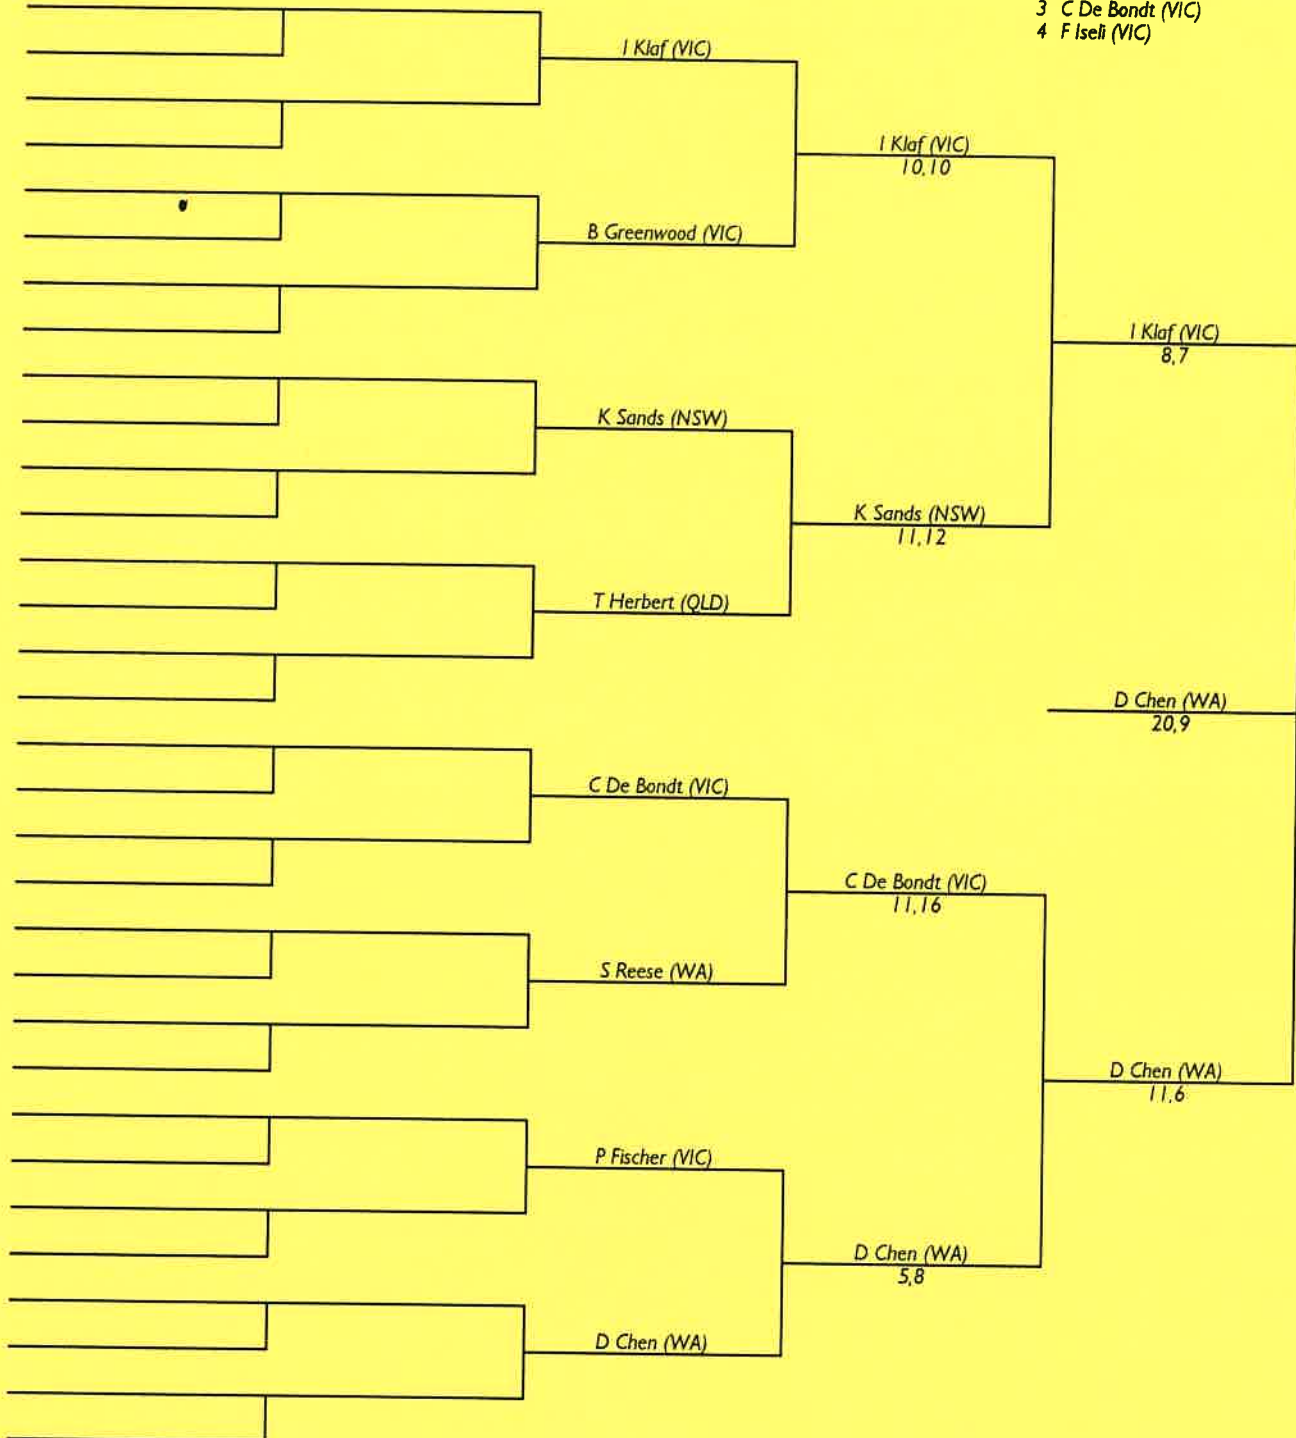 3 C De Bondt (VIC)
4 F Iseli (VIC)
I Klaf (VIC)
I Klaf (VIC)
10,10
B Greenwood (VIC)
I Klaf (VIC)
8,7
K Sands (NSW)
K Sands (NSW)
11,12
T Herbert (QLD)
D Chen (WA)
20,9
C De Bondt (VIC)
C De Bondt (VIC)
11,16
S Reese (WA)
D Chen (WA)
11,6
P Fischer (VIC)
D Chen (WA)
5,8
D Chen (WA)